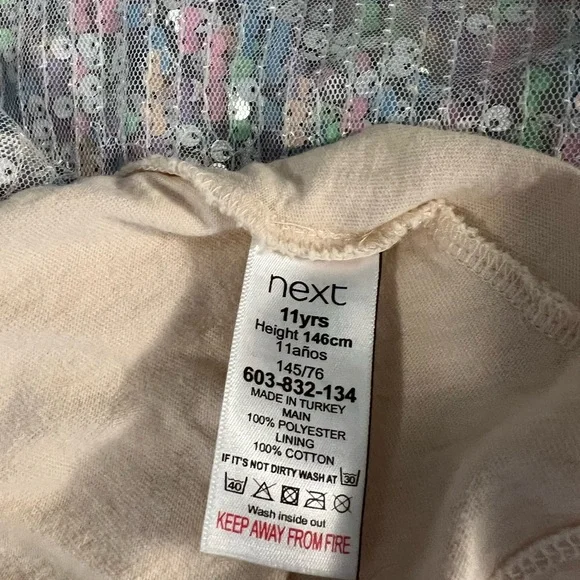 next
11yrs
Height 146cm
11años
145/76
603-832-134
MADE IN TURKEY
MAIN
100% POLYESTER
LINING
100% COTTON
IF IT'S NOT DIRTY WASH AT 30
40
Wash inside out
KEEP AWAY FROM FIRE